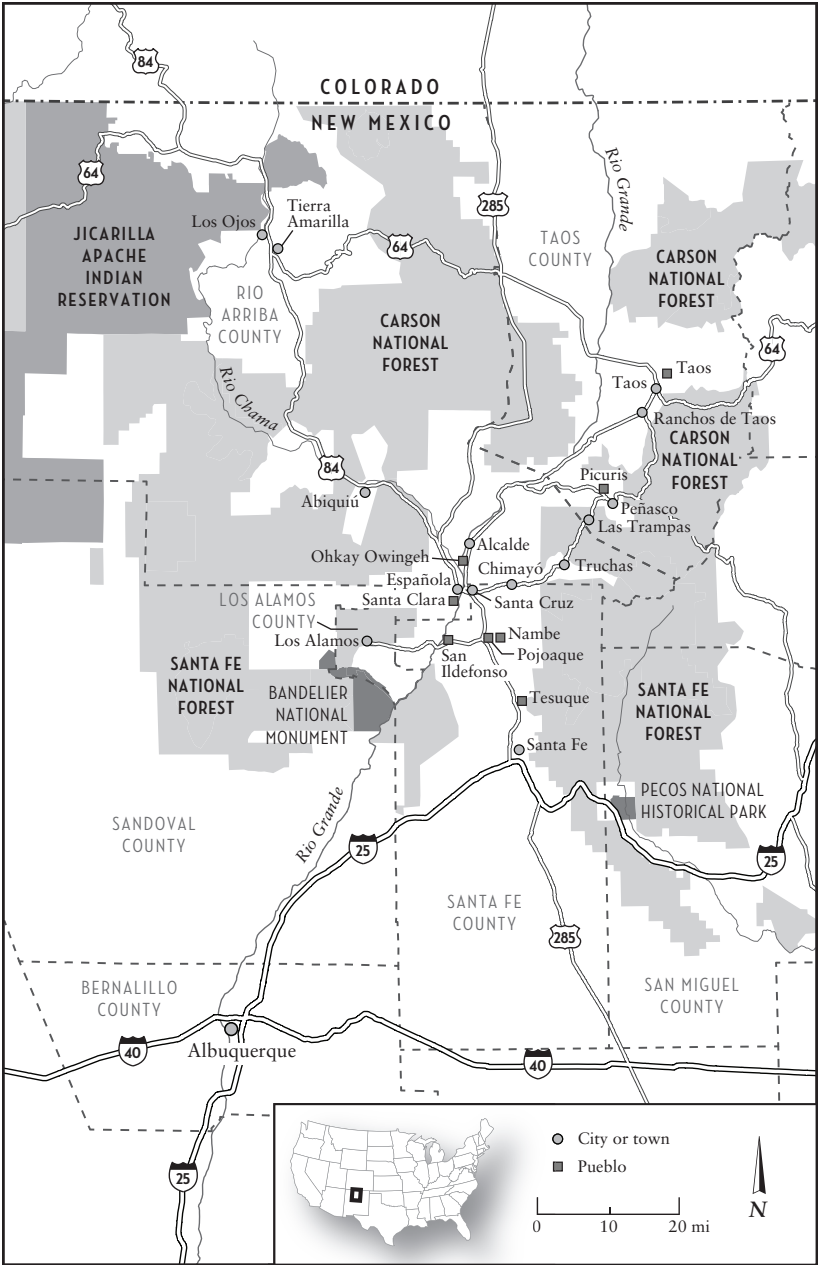 84
COLORADO
NEW MEXICO
64
Rio Grande
285
Tierra
Amarilla
Los Ojos
JICARILLA
APACHE
INDIAN
RESERVATION
64
TAOS
COUNTY
CARSON
NATIONAL
FOREST
RIO
ARRIBA
COUNTY
CARSON
NATIONAL
FOREST
64
Taos
Taos
Rio Chama
Ranchos de Taos
CARSON
NATIONAL
FOREST
84
Abiquiú
Picuris
Peñasco
Las Trampas
Alcalde
Ohkay Owingeh
Chimayó
Truchas
Española
Santa Clara
Santa Cruz
LOS ALAMOS
COUNTY
Los Alamos
Nambe
Pojoaque
San
Ildefonso
SANTA FE
NATIONAL
FOREST
BANDELIER
NATIONAL
MONUMENT
Tesuque
SANTA FE
NATIONAL
FOREST
Santa Fe
PECOS NATIONAL
HISTORICAL PARK
SANDOVAL
COUNTY
Rio Grande
25
25
SANTA FE
COUNTY
285
BERNALILLO
COUNTY
SAN MIGUEL
COUNTY
Albuquerque
40
40
25
City or town
Pueblo
0 10 20 mi
N